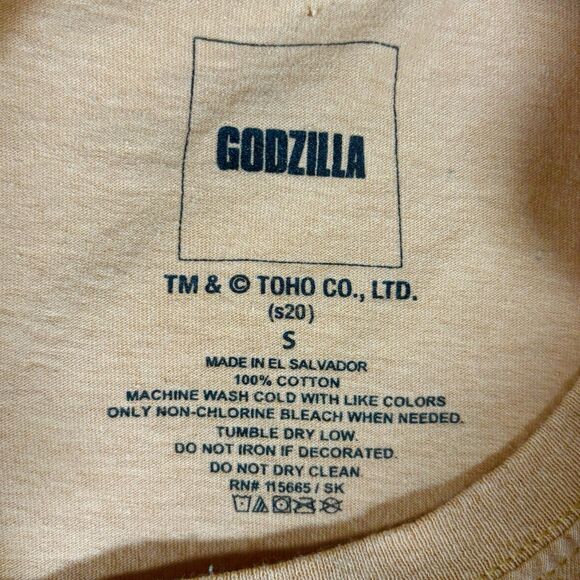 GODZILLA
TM & © TOHO CO., LTD.
(s20)
S
MADE IN EL SALVADOR
100% COTTON
MACHINE WASH COLD WITH LIKE COLORS
ONLY NON-CHLORINE BLEACH WHEN NEEDED.
TUMBLE DRY LOW.
DO NOT IRON IF DECORATED.
DO NOT DRY CLEAN.
RN# 115665 / SK